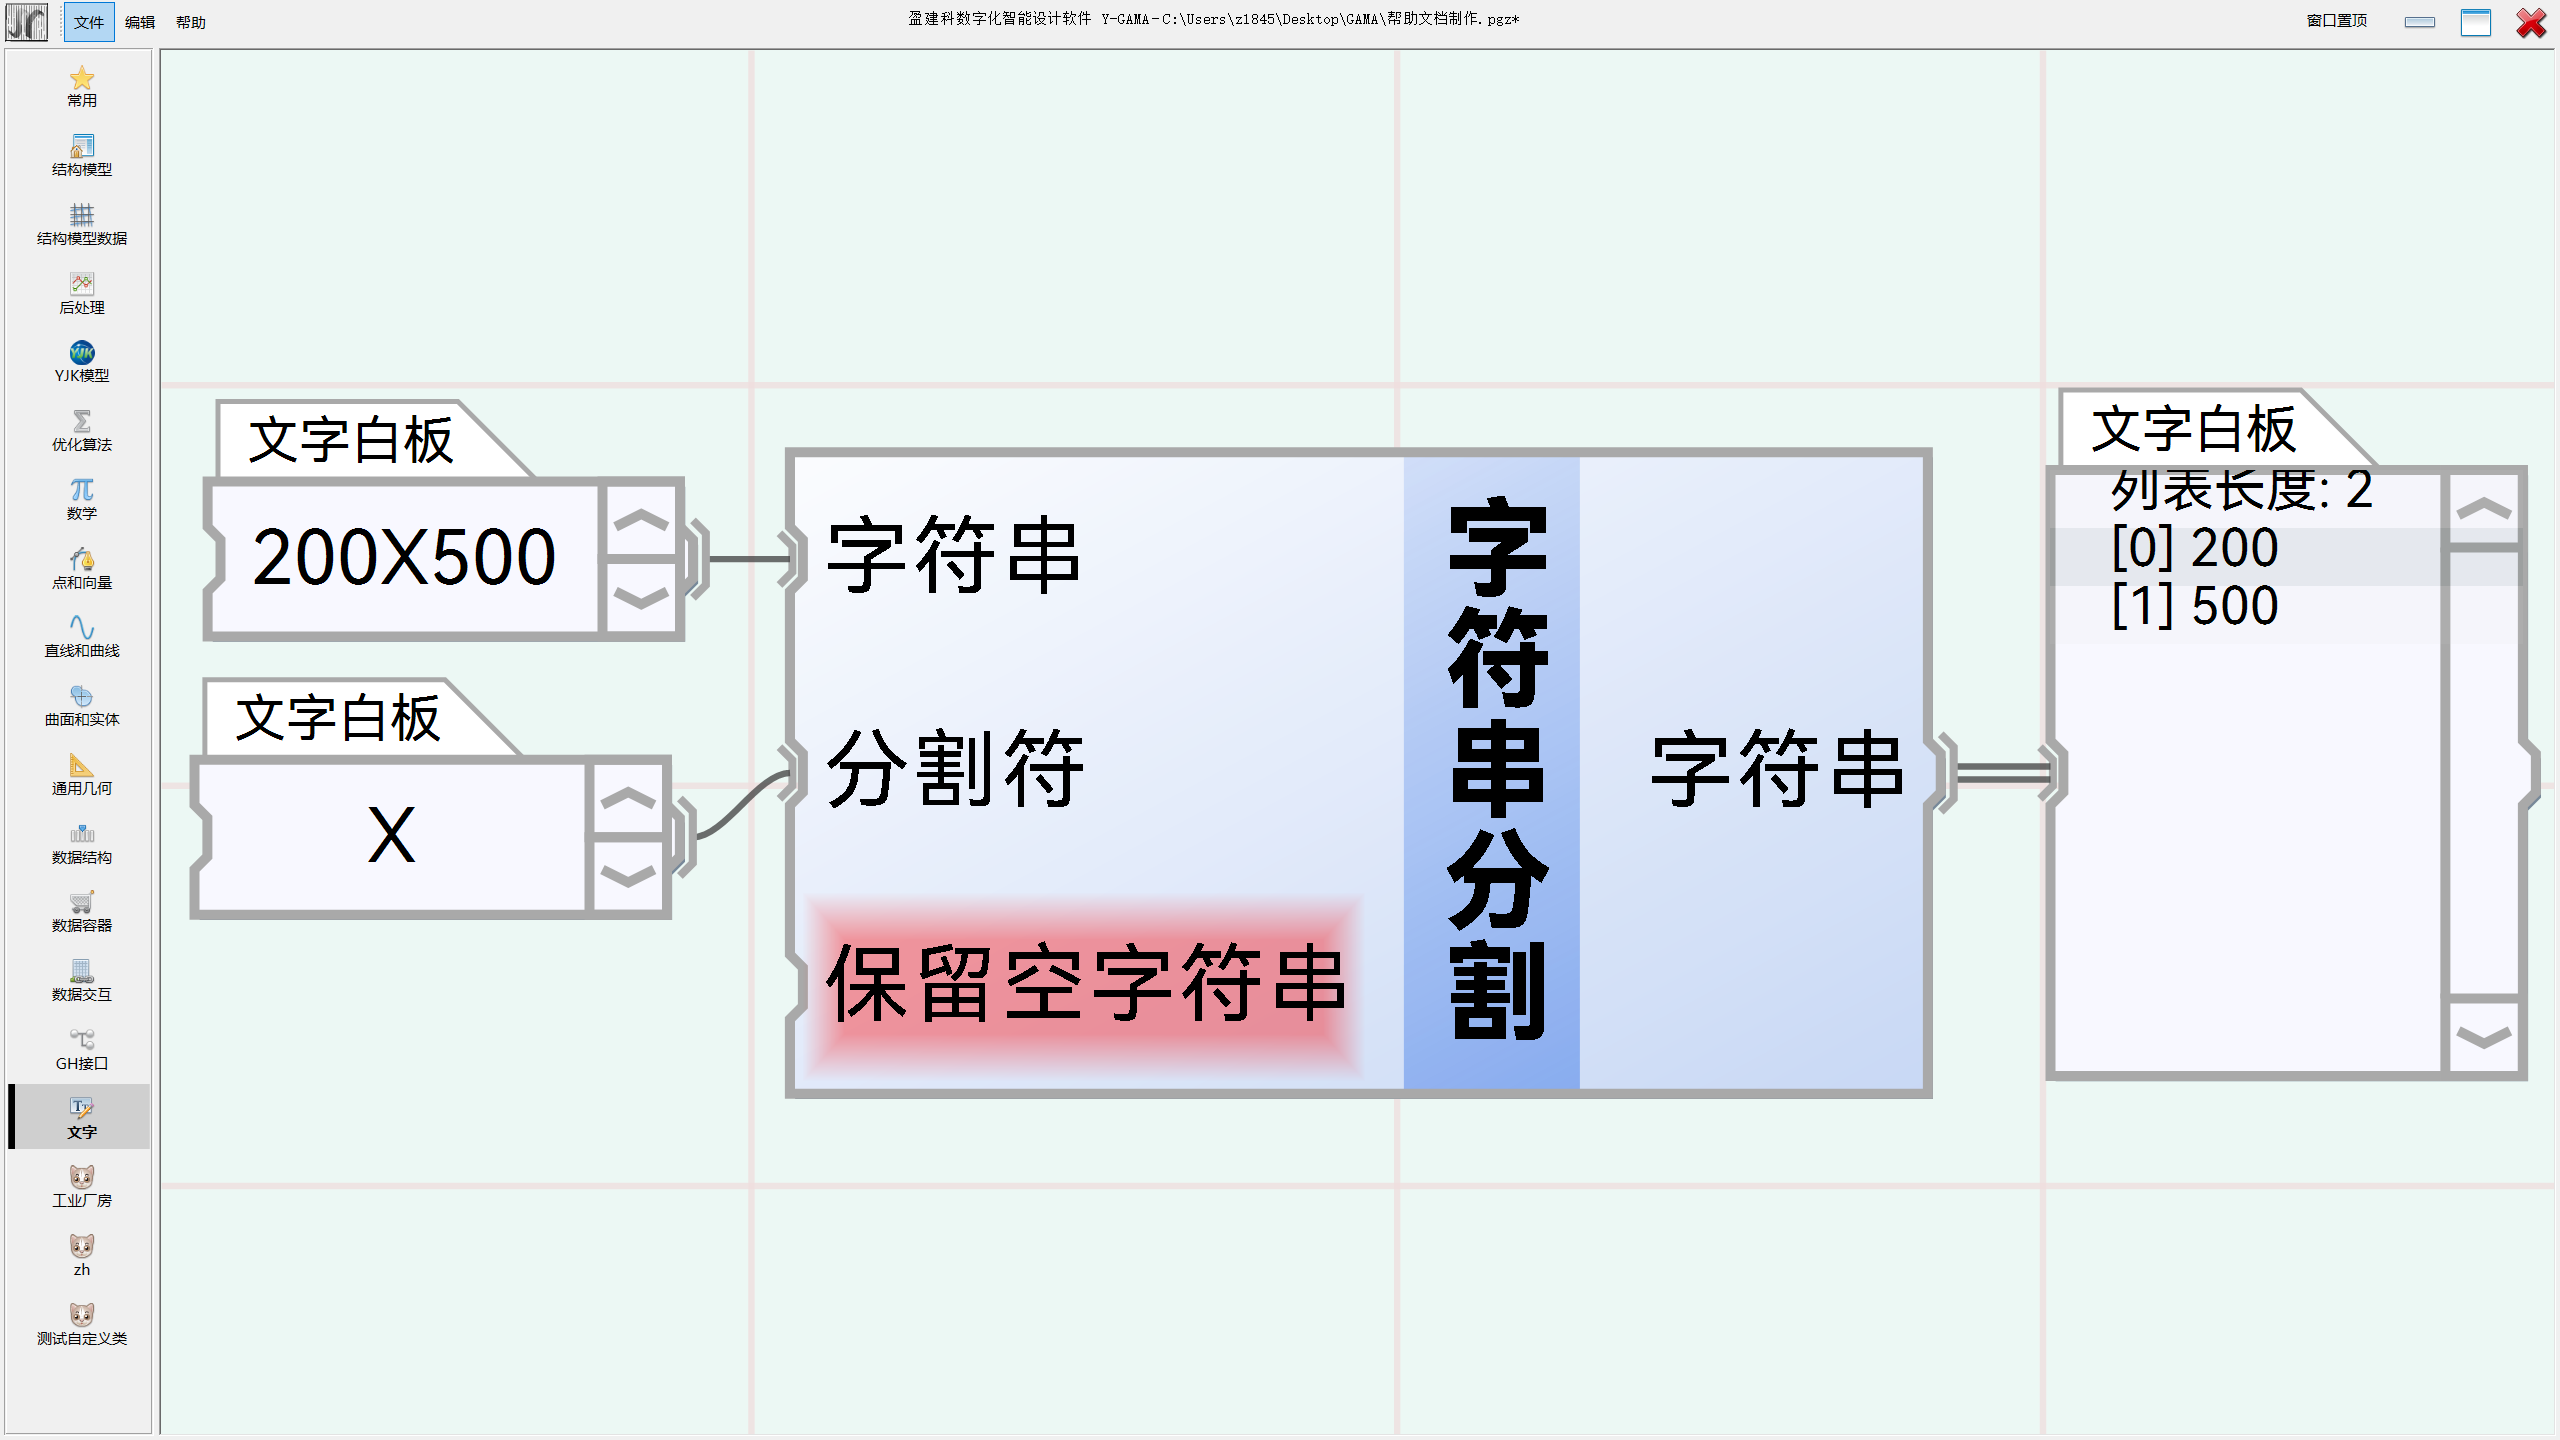 文件 编辑 帮助
盈建科数字化智能设计软件 Y-GAMA-C:\Users\z1845\Desktop\GAMA\帮助文档制作.pgz*
窗口置顶
常用
结构模型
结构模型数据
后处理
YJK
YJK模型
优化算法
数学
点和向量
直线和曲线
曲面和实体
通用几何
数据结构
数据容器
数据交互
GH接口
文字
工业厂房
zh
测试自定义类
文字白板
200X500
文字白板
X
字符串
分割符
保留空字符串
字符串分割
字符串
文字白板
列表长度: 2
[0] 200
[1] 500